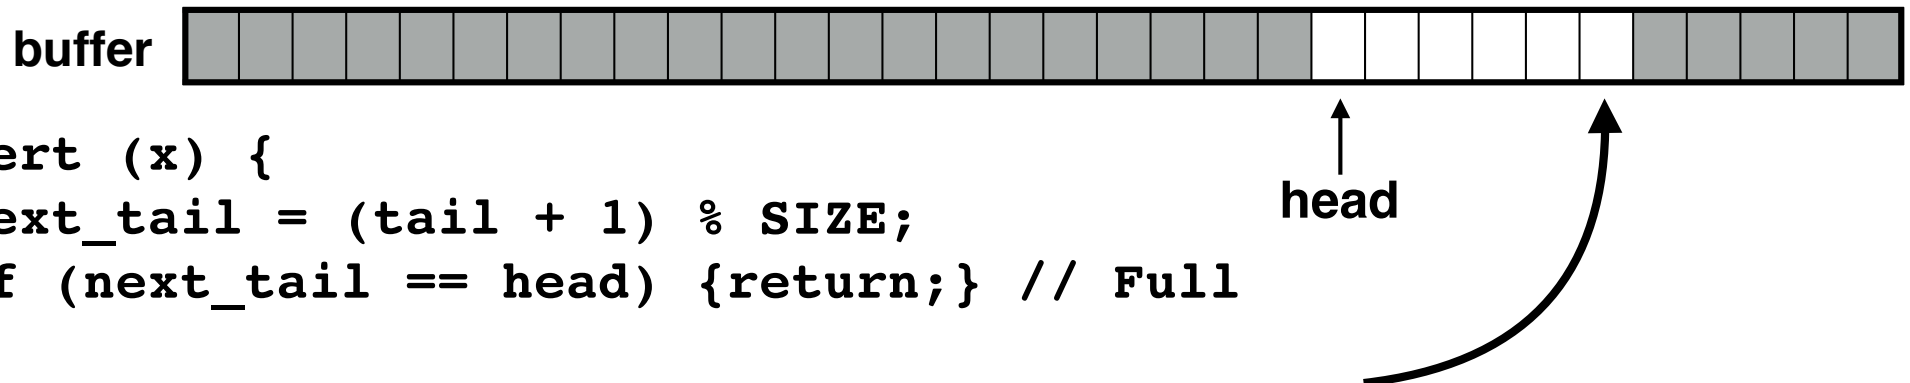 buffer
ert (x) {
head
ext_tail = (tail + 1) % SIZE;
f (next_tail == head) {return;} // Full